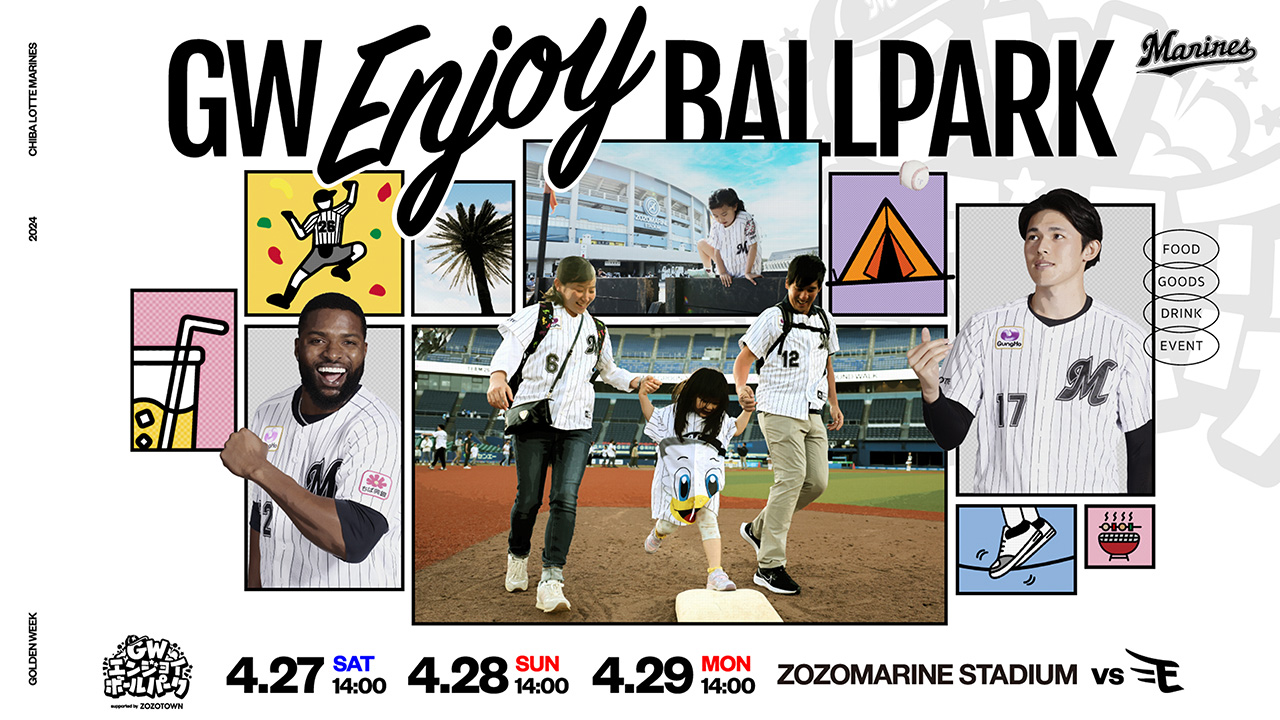 CHIBA LOTTE MARINES
2024
GOLDEN WEEK
GW Enjoy BALLPARK
Marines
26
ZOZOMARINE
M
6
M
12
M
GungHo
M
17
M
2
FOOD
GOODS
DRINK
EVENT
GW
エンジョイ
ボールパーク
supported by ZOZOTOWN
4.27 SAT 14:00
4.28 SUN 14:00
4.29 MON 14:00
ZOZOMARINE STADIUM vs E